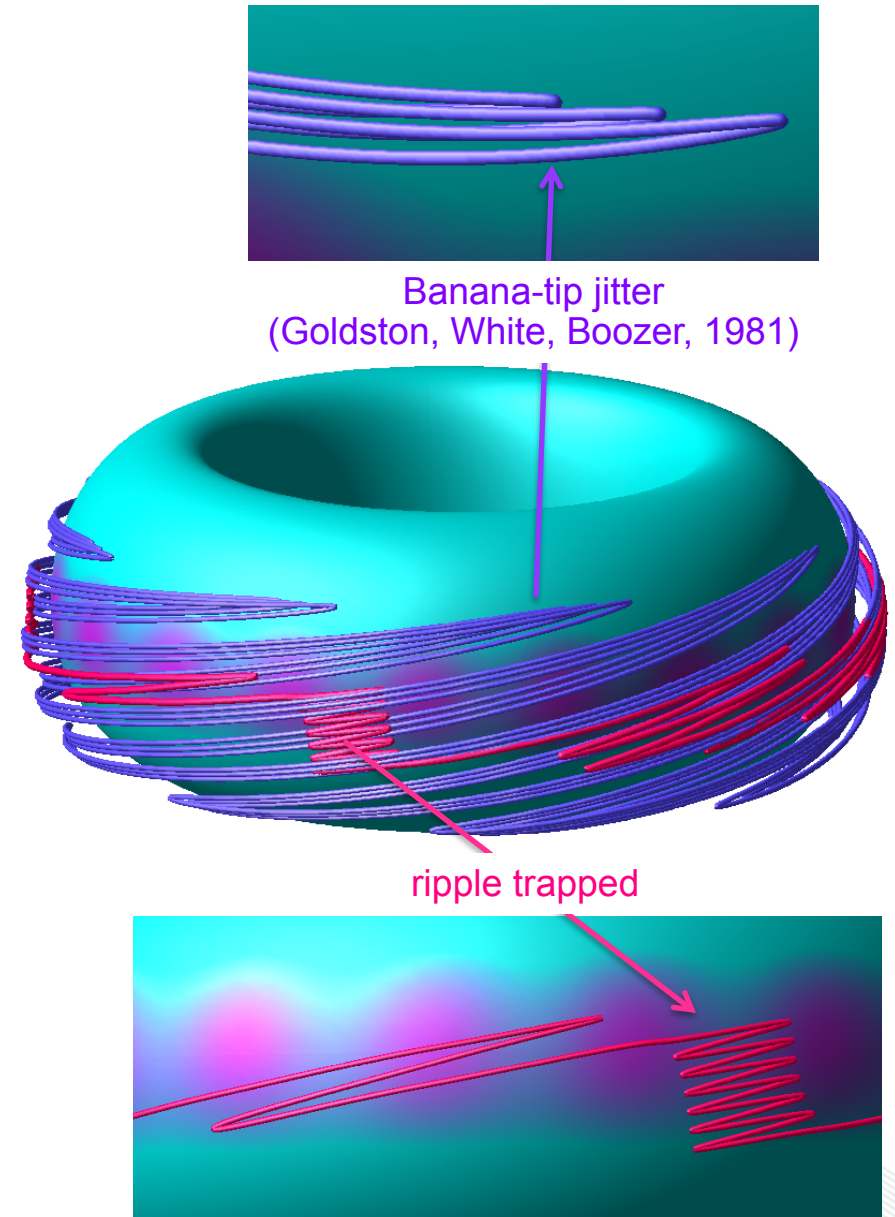 Banana-tip jitter
(Goldston, White, Boozer, 1981)
ripple trapped